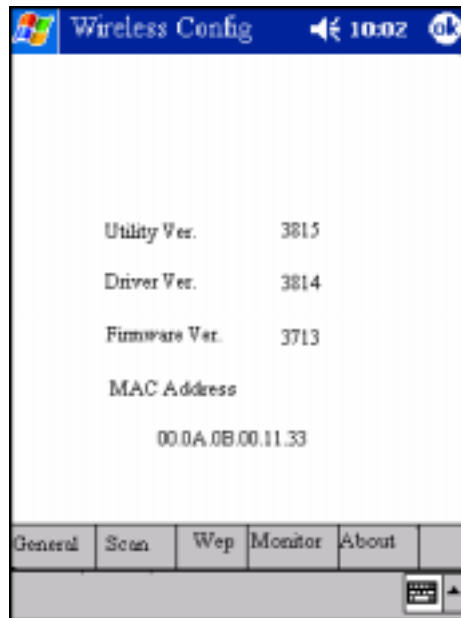 Wireless Config 10:02 ok
Utility Ver. 3815
Driver Ver. 3814
Firmware Ver. 3713
MAC Address
00.0A.0B.00.11.33
General Scan Wep Monitor About